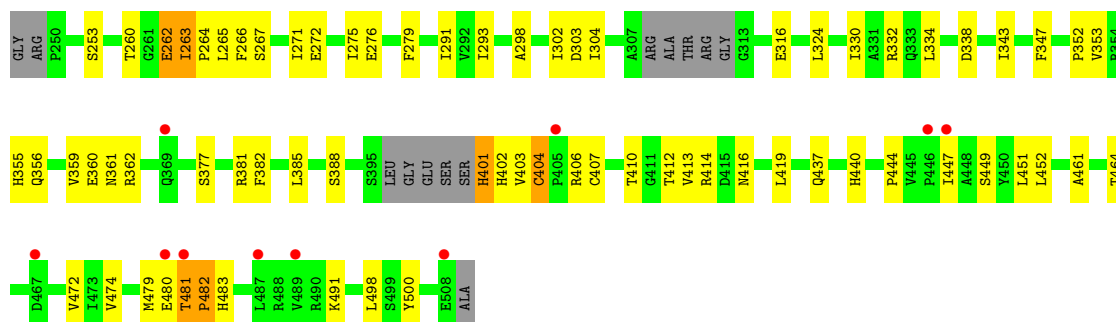 GLY ARG P250 S253 T260 G261 E262 I263 P264 L265 F266 S267 I271 E272 I275 E276 F279 I291 V292 I293 A298 I302 D303 I304 A307 ARG ALA THR ARG GLY G313 E316 L324 I330 A331 R332 Q333 L334 D338 I343 F347 P352 V353 R354
H355 Q356 V359 E360 N361 R362 Q369 S377 R381 F382 L385 S388 S395 LEU GLY GLU SER SER H401 H402 V403 C404 P405 R406 C407 T410 G411 T412 V413 R414 D415 N416 L419 Q437 H440 P444 V445 P446 I447 A448 S449 Y450 L451 L452 A461 T464
D467 V472 I473 V474 M479 E480 T481 P482 H483 L487 R488 V489 R490 K491 L498 S499 Y500 E508 ALA